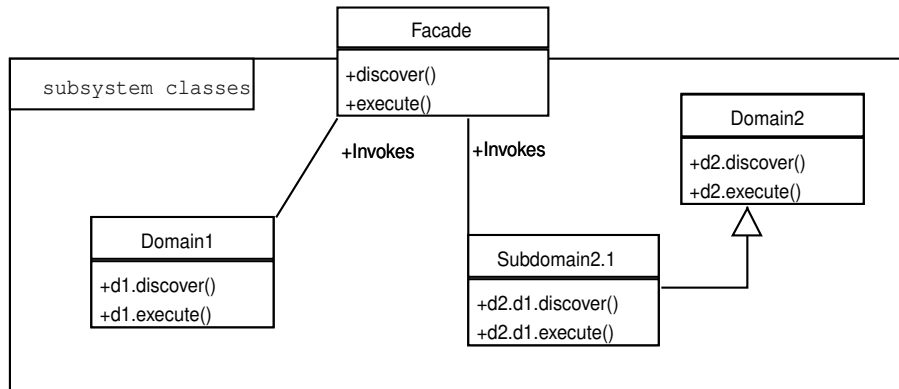 Facade
+discover()
+execute()
subsystem classes
+Invokes
+Invokes
Domain2
+d2.discover()
+d2.execute()
Domain1
+d1.discover()
+d1.execute()
Subdomain2.1
+d2.d1.discover()
+d2.d1.execute()